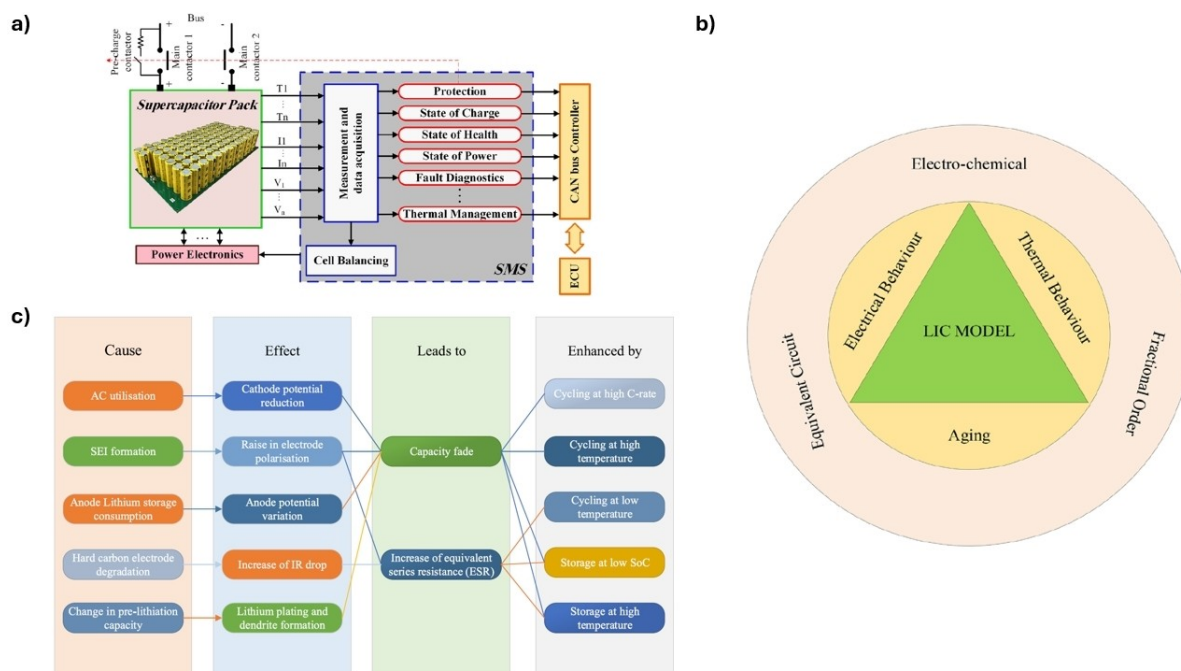 a)
Bus
+
-
Pre-charge
contactor
Main
contactor 1
Main
contactor 2
+
-
Supercapacitor Pack
T1
Tn
I1
In
V1
Vn
Measurement and
data acquisition
Protection
State of Charge
State of Health
State of Power
Fault Diagnostics
Thermal Management
CAN bus Controller
Power Electronics
Cell Balancing
SMS
ECU
b)
Electro-chemical
Electrical Behaviour
Thermal Behaviour
LIC MODEL
Aging
Equivalent Circuit
Fractional Order
c)
Cause
Effect
Leads to
Enhanced by
AC utilisation
Cathode potential
reduction
Cycling at high C-rate
SEI formation
Raise in electrode
polarisation
Capacity fade
Cycling at high
temperature
Anode Lithium storage
consumption
Anode potential
variation
Cycling at low
temperature
Hard carbon electrode
degradation
Increase of IR drop
Increase of equivalent
series resistance (ESR)
Storage at low SoC
Change in pre-lithiation
capacity
Lithium plating and
dendrite formation
Storage at high
temperature